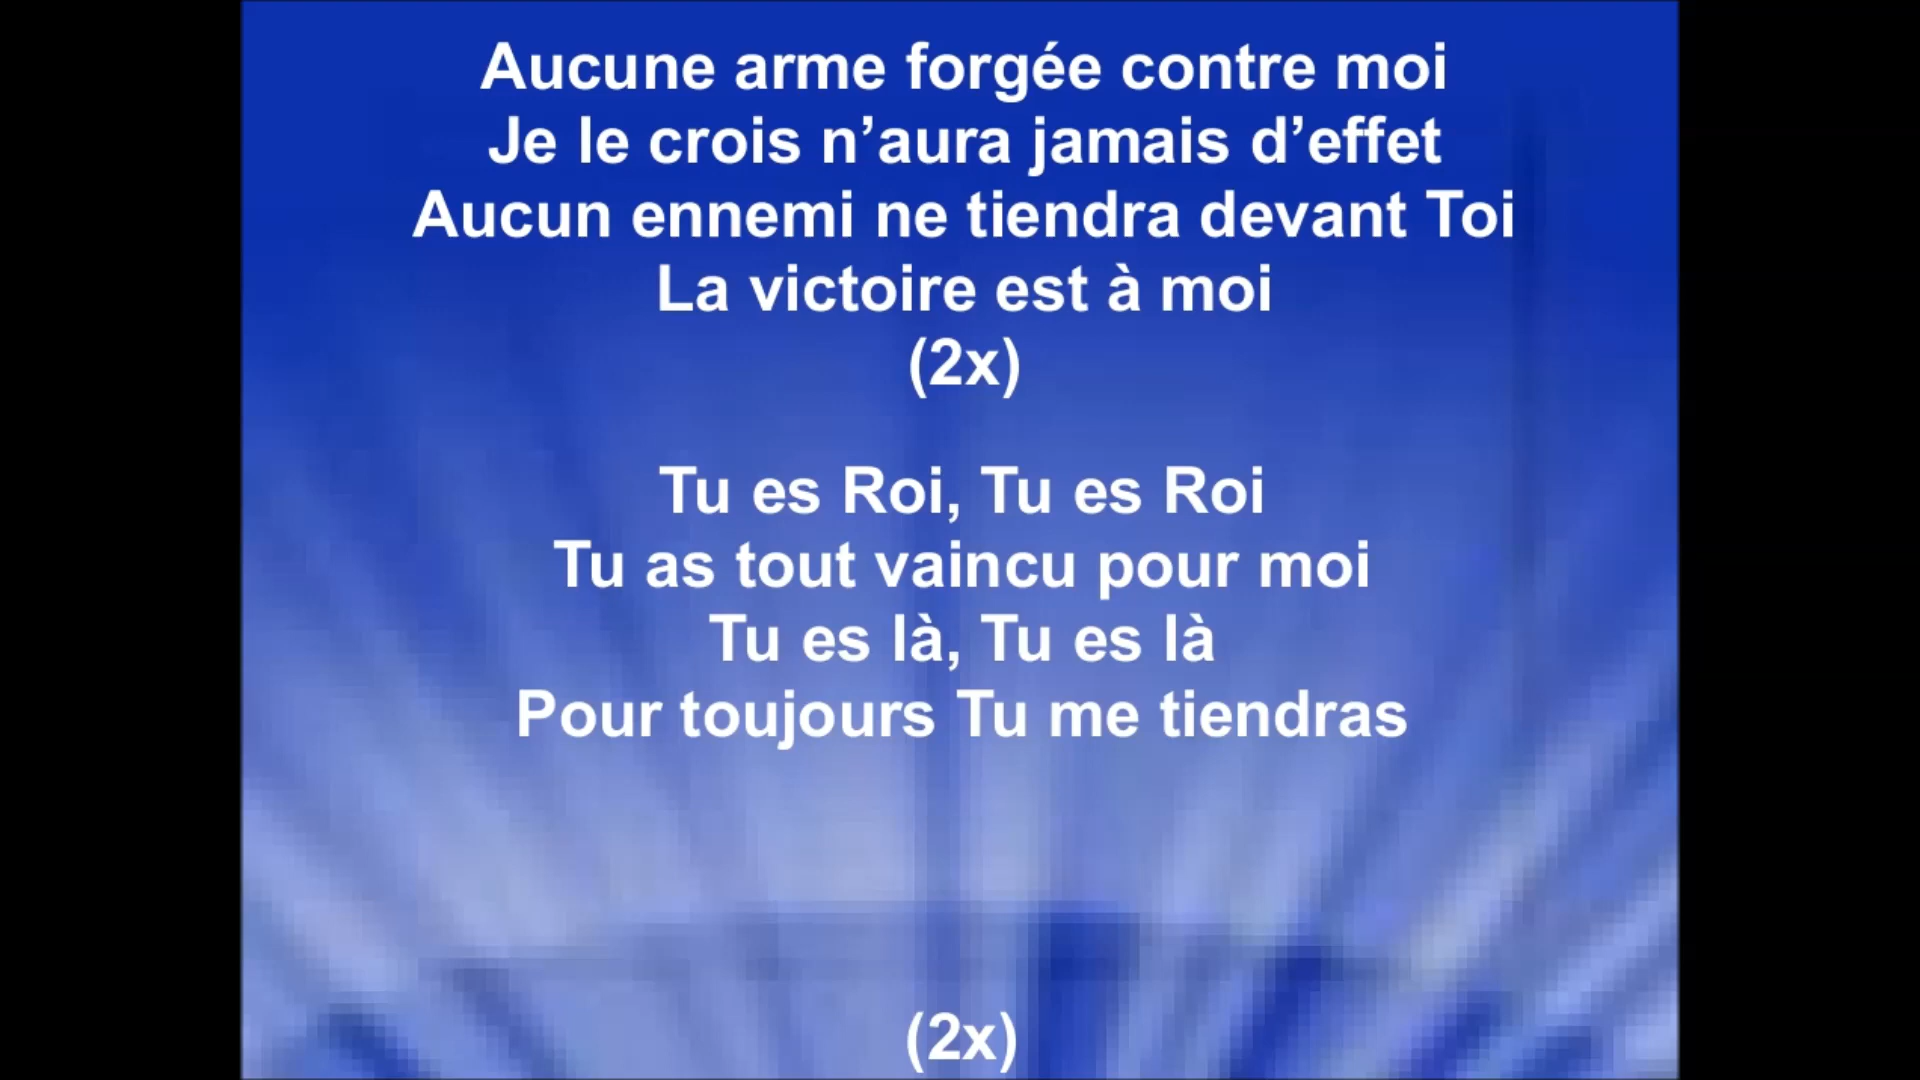 Aucune arme forgée contre moi
Je le crois n’aura jamais d’effet
Aucun ennemi ne tiendra devant Toi
La victoire est à moi
(2x)
Tu es Roi, Tu es Roi
Tu as tout vaincu pour moi
Tu es là, Tu es là
Pour toujours Tu me tiendras
(2x)